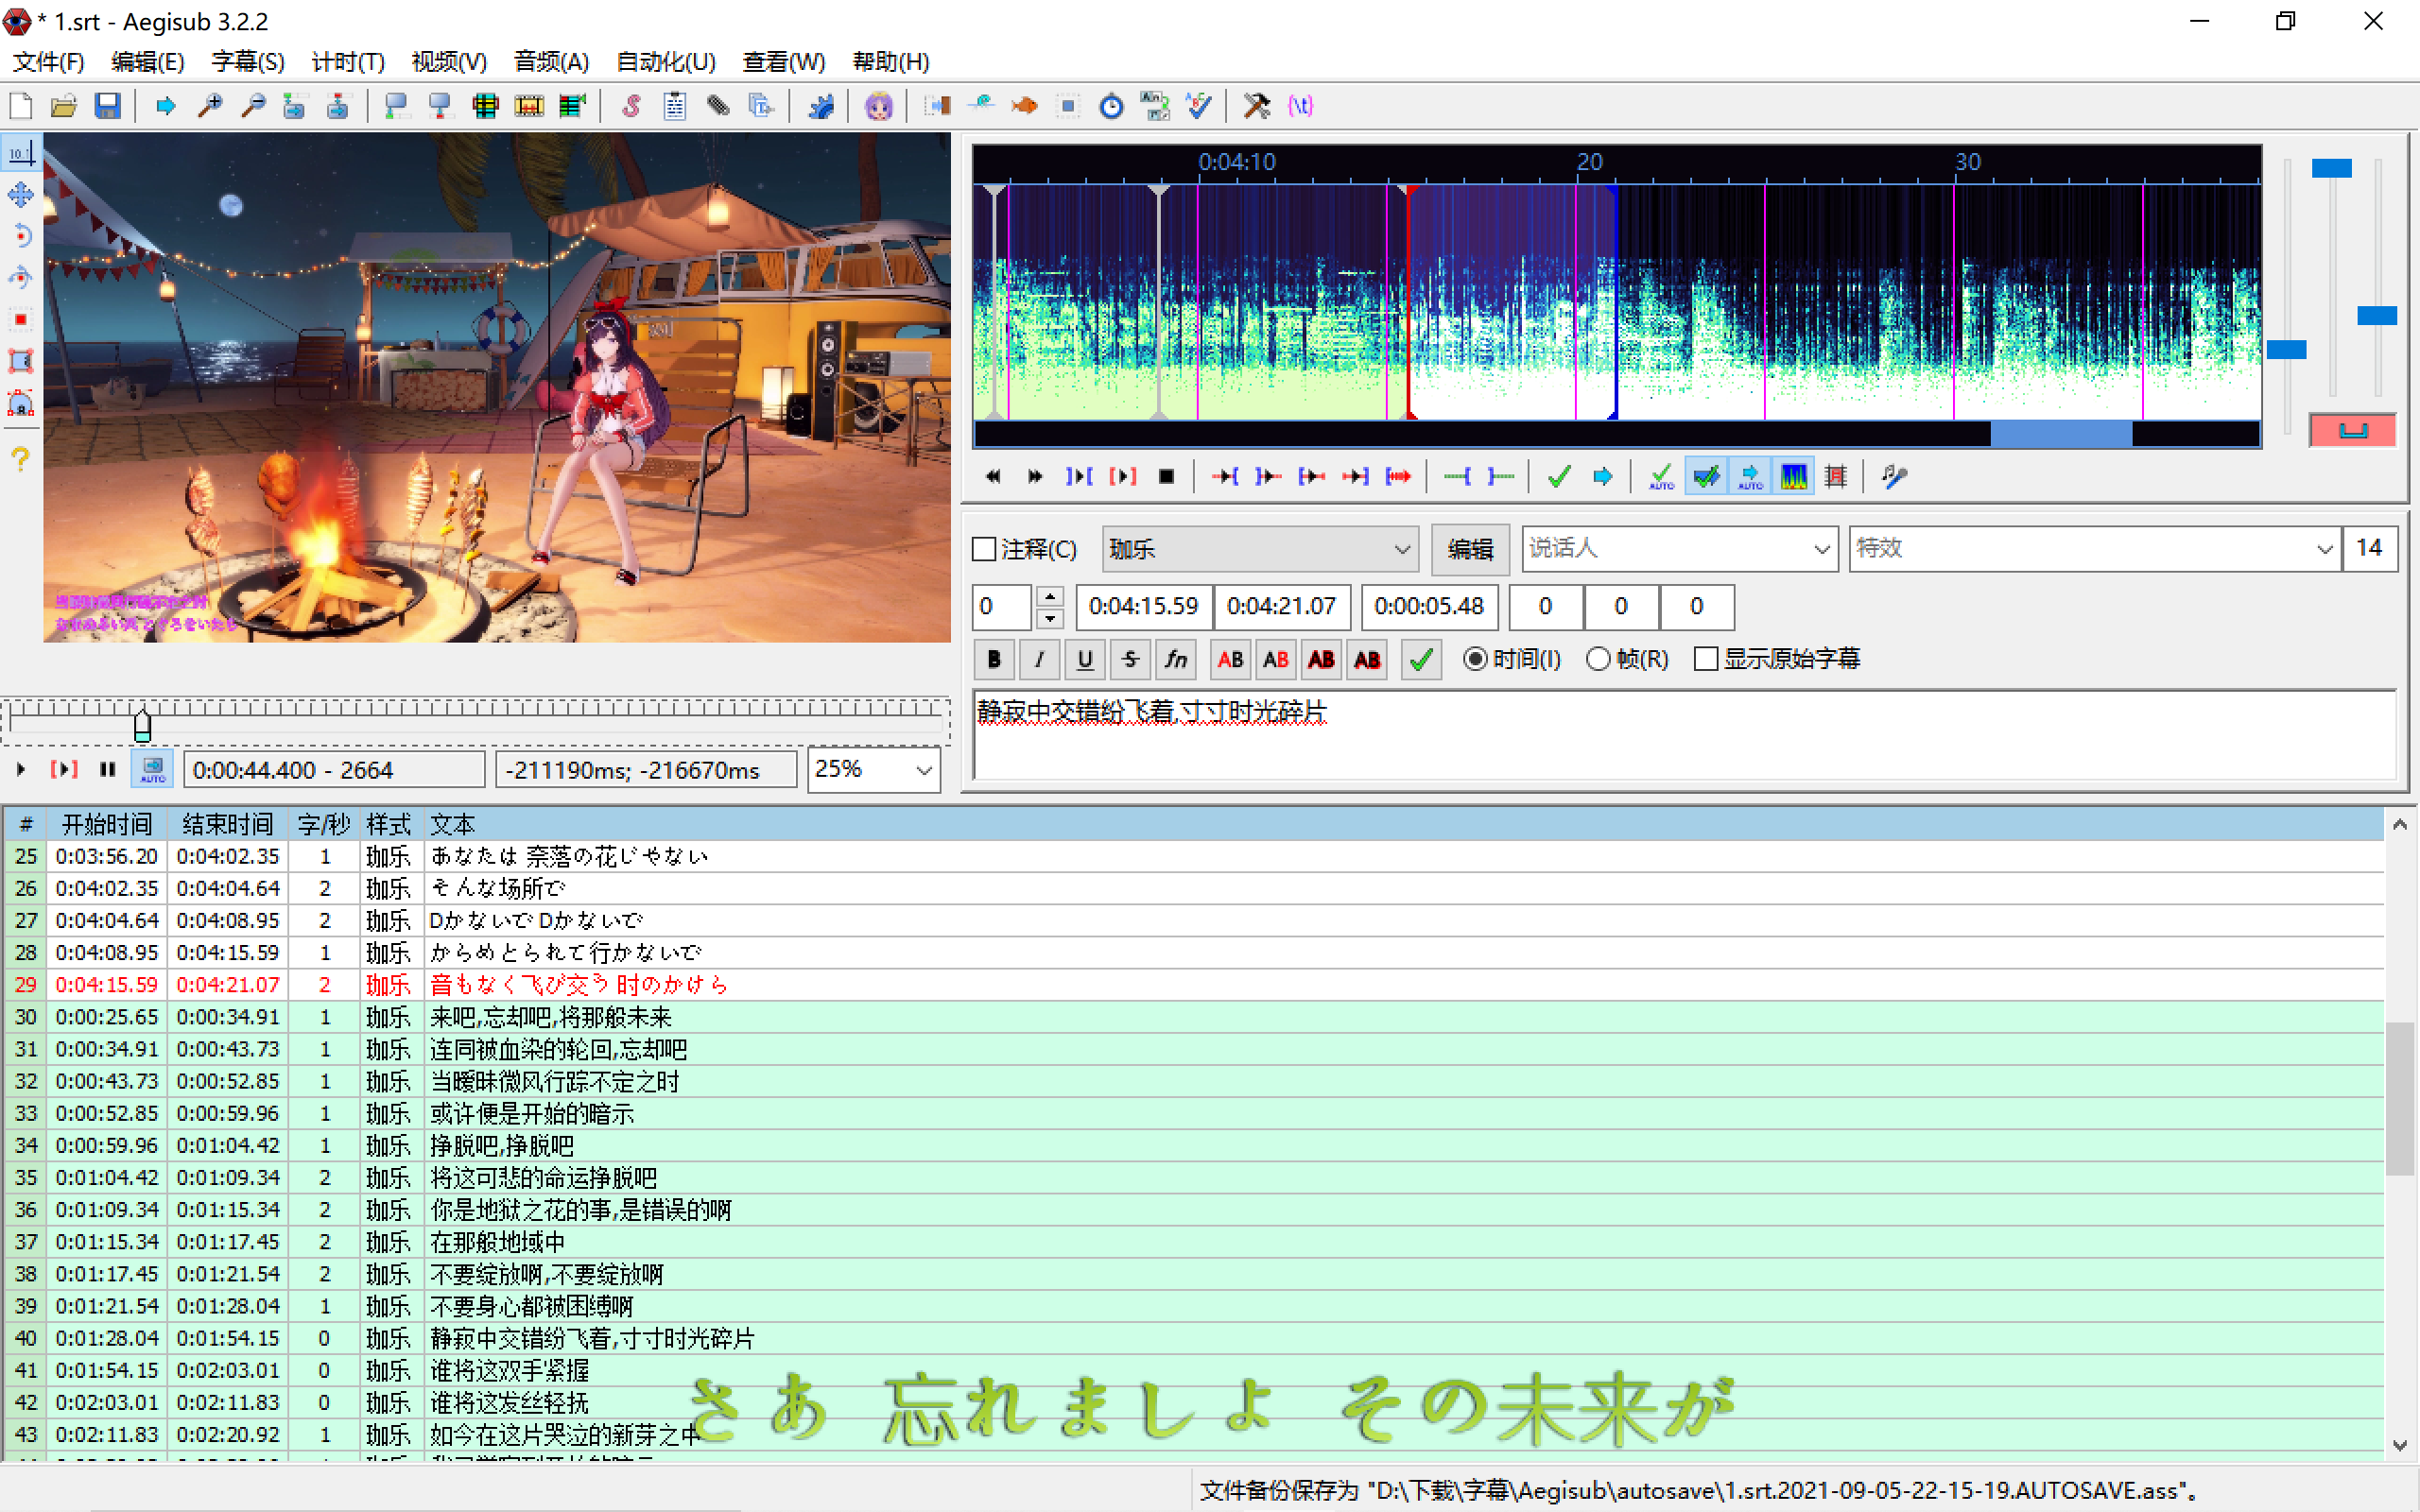 * 1.srt - Aegisub 3.2.2
文件(F) 编辑(E) 字幕(S) 计时(T) 视频(V) 音频(A) 自动化(U) 查看(W) 帮助(H)
0:04:10 20 30
注释(C) 珈乐 编辑 说话人 特效 14
0 0:04:15.59 0:04:21.07 0:00:05.48 0 0 0
B I U S fn AB AB AB AB 时间(I) 帧(R) 显示原始字幕
静寂中交错纷飞着,寸寸时光碎片
0:00:44.400 - 2664 -211190ms; -216670ms 25%
# 开始时间 结束时间 字/秒 样式 文本
25 0:03:56.20 0:04:02.35 1 珈乐 あなたは 奈落の花じゃない
26 0:04:02.35 0:04:04.64 2 珈乐 そんな场所で
27 0:04:04.64 0:04:08.95 2 珈乐 Dかないで Dかないで
28 0:04:08.95 0:04:15.59 1 珈乐 からめとられて行かないで
29 0:04:15.59 0:04:21.07 2 珈乐 音もなく飞び交う 时のかけら
30 0:00:25.65 0:00:34.91 1 珈乐 来吧,忘却吧,将那般未来
31 0:00:34.91 0:00:43.73 1 珈乐 连同被血染的轮回,忘却吧
32 0:00:43.73 0:00:52.85 1 珈乐 当暧昧微风行踪不定之时
33 0:00:52.85 0:00:59.96 1 珈乐 或许便是开始的暗示
34 0:00:59.96 0:01:04.42 1 珈乐 挣脱吧,挣脱吧
35 0:01:04.42 0:01:09.34 2 珈乐 将这可悲的命运挣脱吧
36 0:01:09.34 0:01:15.34 2 珈乐 你是地狱之花的事,是错误的啊
37 0:01:15.34 0:01:17.45 2 珈乐 在那般地域中
38 0:01:17.45 0:01:21.54 2 珈乐 不要绽放啊,不要绽放啊
39 0:01:21.54 0:01:28.04 1 珈乐 不要身心都被困缚啊
40 0:01:28.04 0:01:54.15 0 珈乐 静寂中交错纷飞着,寸寸时光碎片
41 0:01:54.15 0:02:03.01 0 珈乐 谁将这双手紧握
42 0:02:03.01 0:02:11.83 0 珈乐 谁将这发丝轻抚
43 0:02:11.83 0:02:20.92 1 珈乐 如今在这片哭泣的新芽之中
さあ 忘れましょ その未来が
文件备份保存为 "D:\下载\字幕\Aegisub\autosave\1.srt.2021-09-05-22-15-19.AUTOSAVE.ass"。